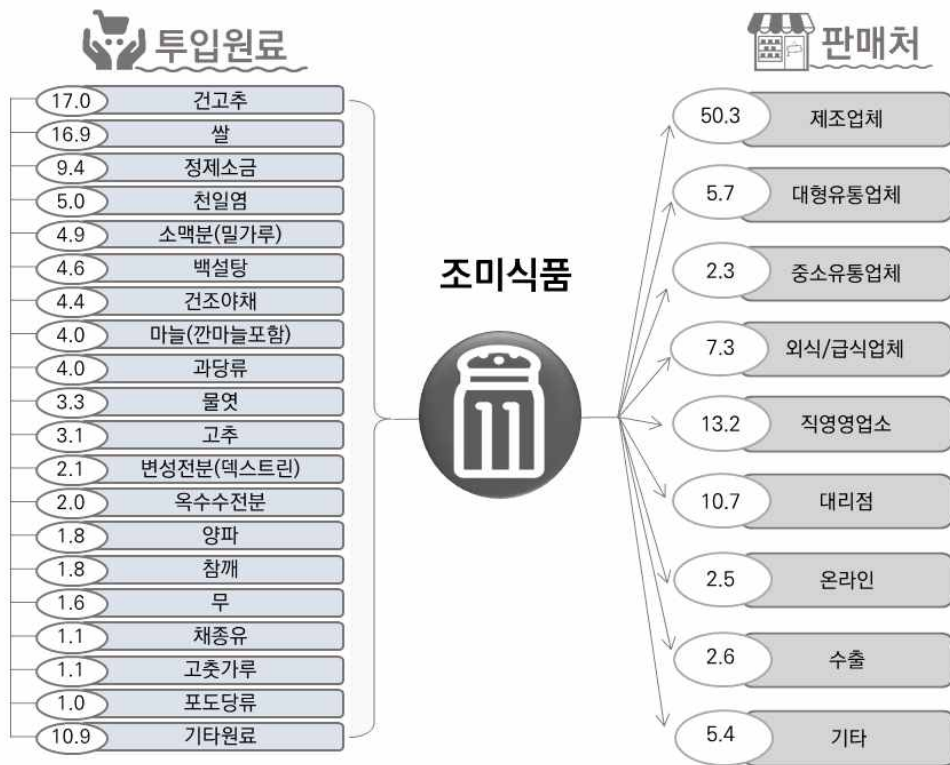 투입원료
17.0 건고추
16.9 쌀
9.4 정제소금
5.0 천일염
4.9 소맥분(밀가루)
4.6 백설탕
4.4 건조야채
4.0 마늘(깐마늘포함)
4.0 과당류
3.3 물엿
3.1 고추
2.1 변성전분(덱스트린)
2.0 옥수수전분
1.8 양파
1.8 참깨
1.6 무
1.1 채종유
1.1 고춧가루
1.0 포도당류
10.9 기타원료
조미식품
판매처
50.3 제조업체
5.7 대형유통업체
2.3 중소유통업체
7.3 외식/급식업체
13.2 직영영업소
10.7 대리점
2.5 온라인
2.6 수출
5.4 기타